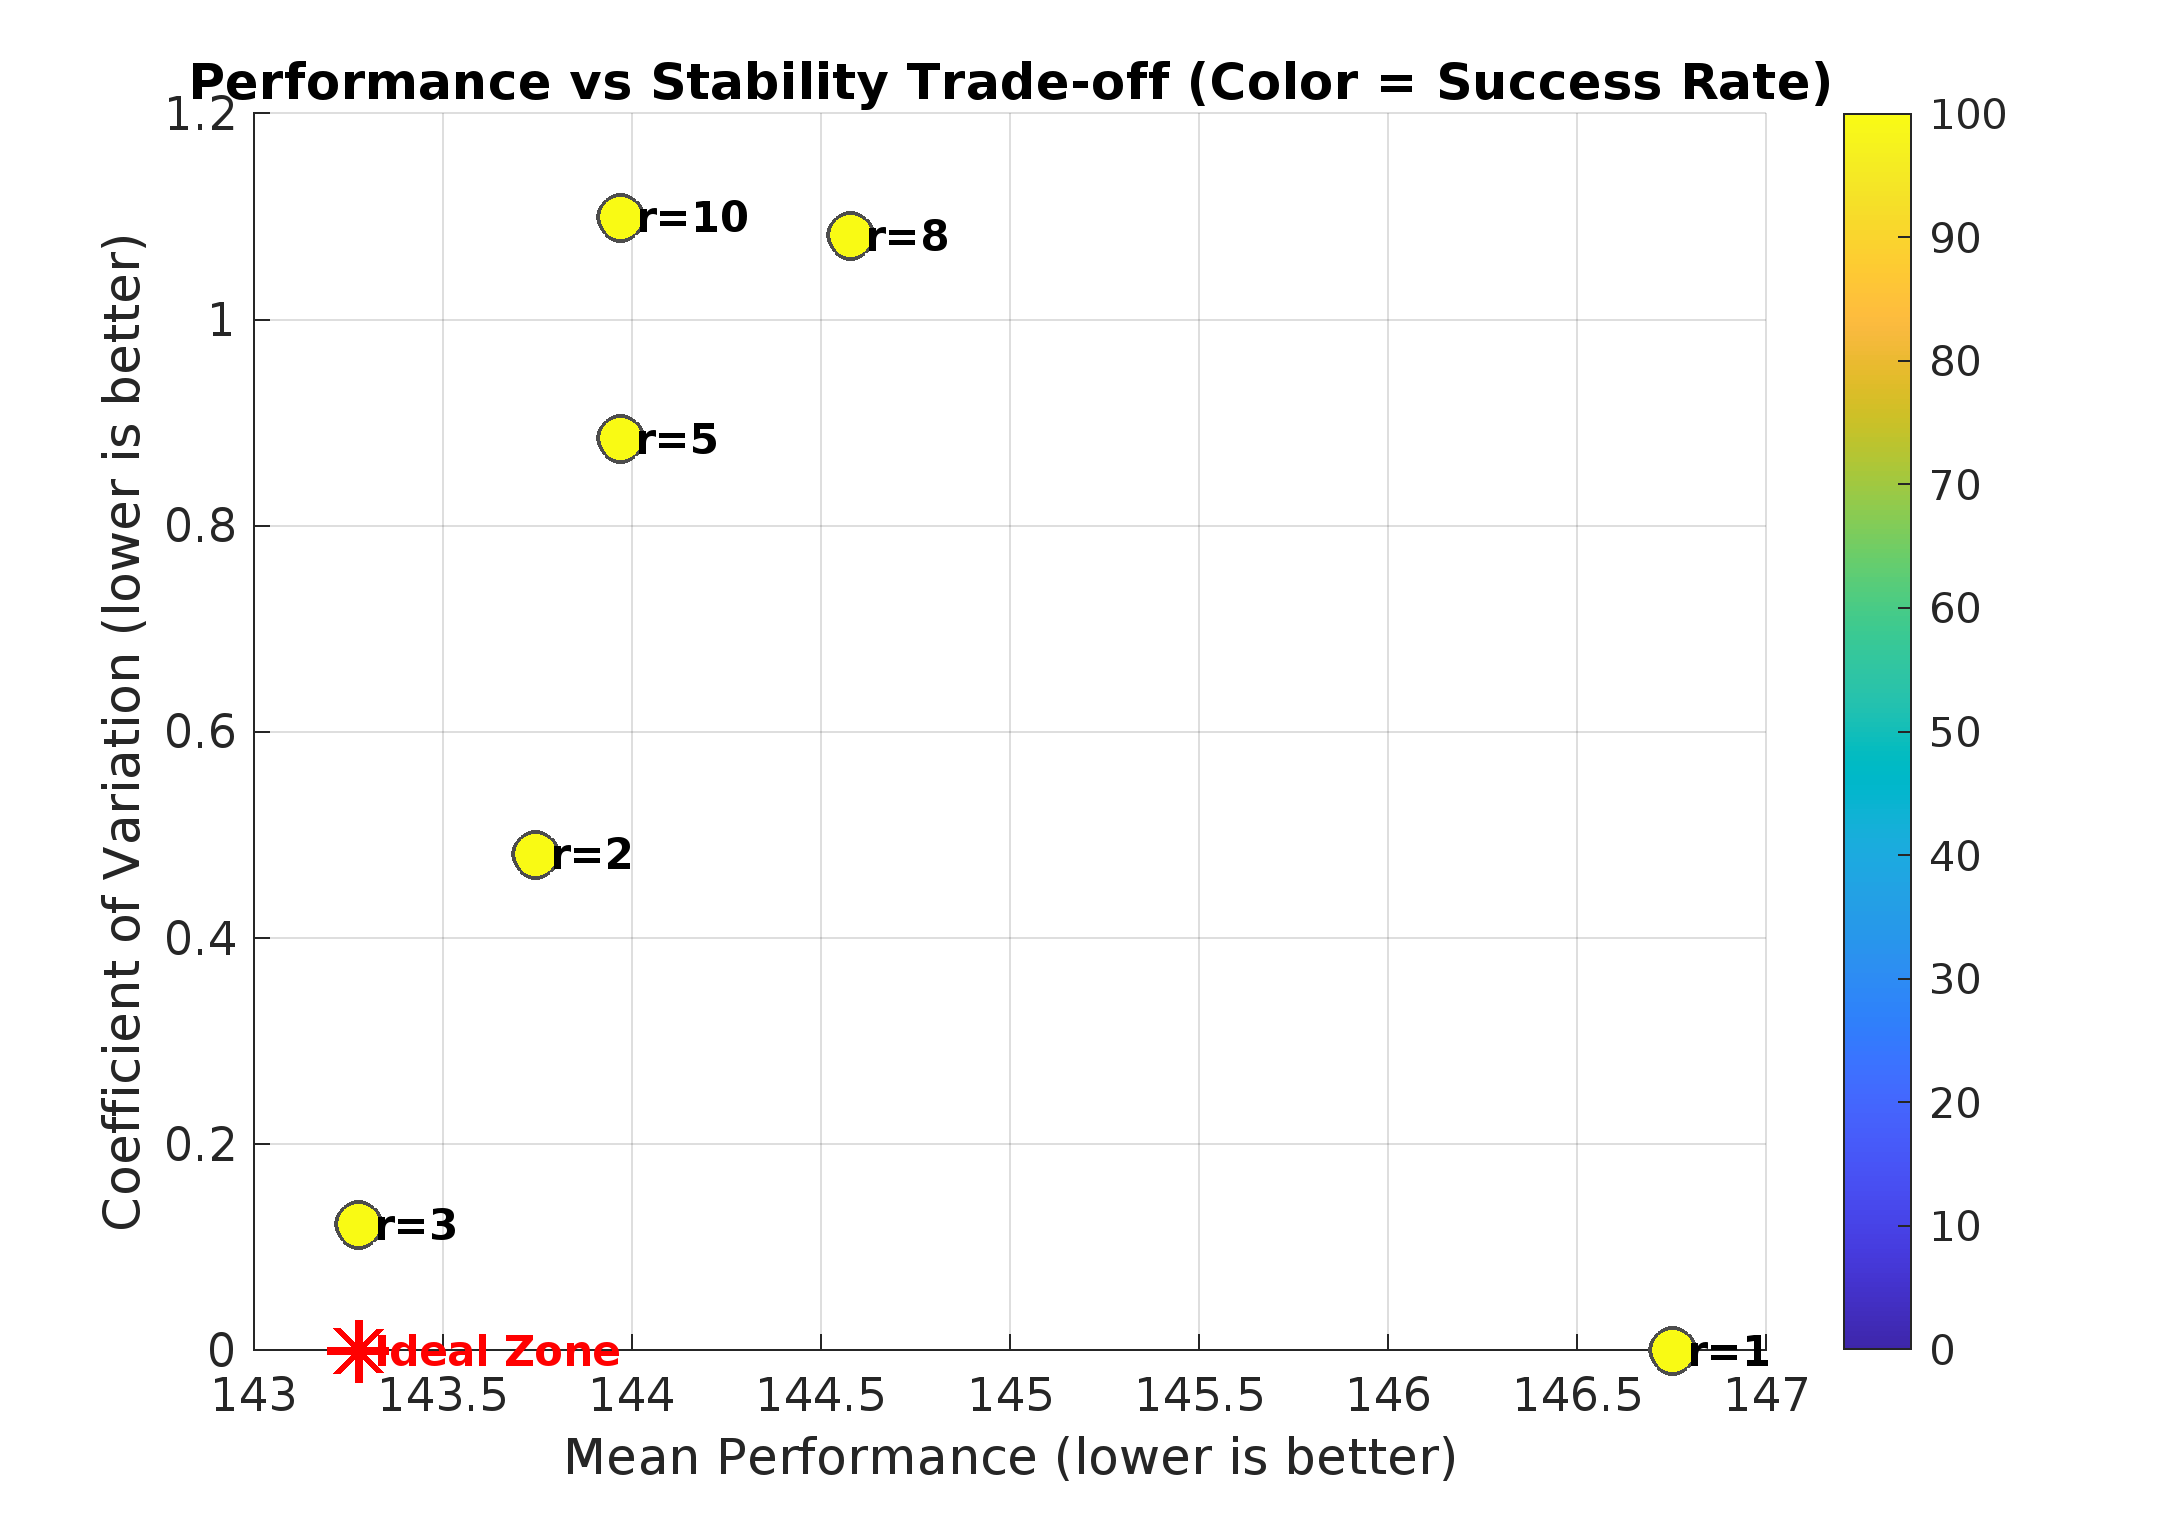 Performance vs Stability Trade-off (Color = Success Rate)
Coefficient of Variation (lower is better)
1.2
1
0.8
0.6
0.4
0.2
0
r=10
r=8
r=5
r=2
r=3
r=1
Ideal Zone
143
143.5
144
144.5
145
145.5
146
146.5
147
Mean Performance (lower is better)
100
90
80
70
60
50
40
30
20
10
0